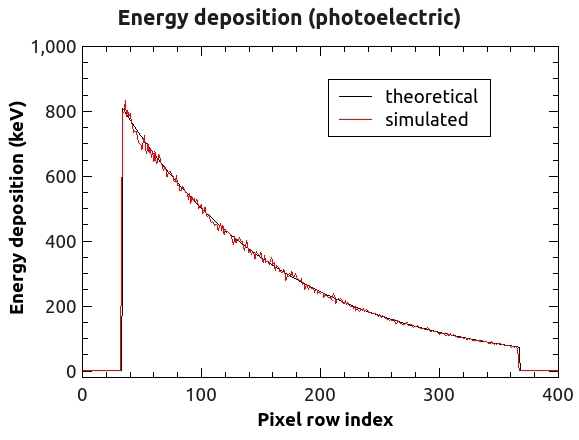 Energy deposition (photoelectric)
1,000
800
600
400
200
0
Energy deposition (keV)
theoretical
simulated
0 100 200 300 400
Pixel row index